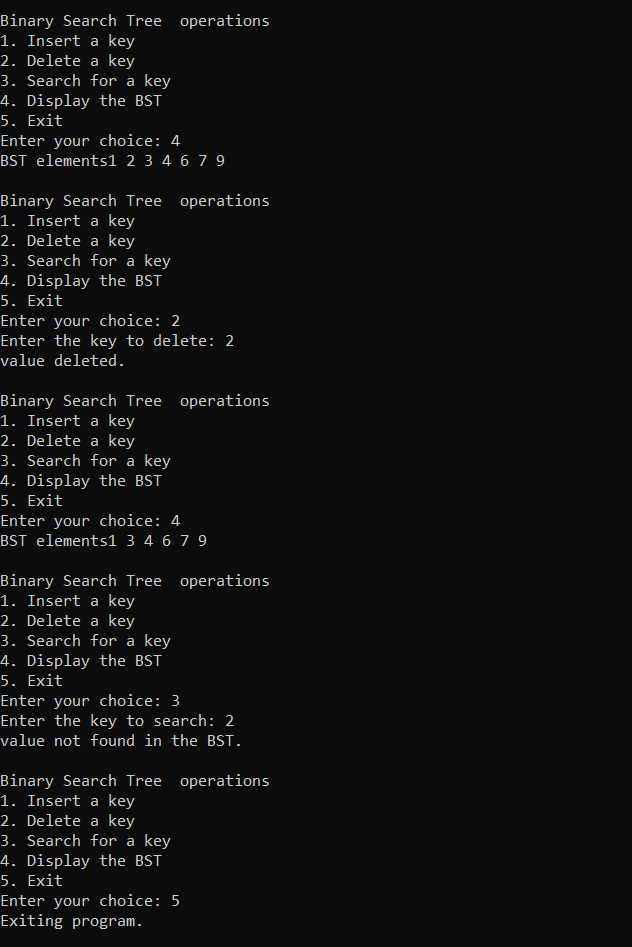 Binary Search Tree  operations
1. Insert a key
2. Delete a key
3. Search for a key
4. Display the BST
5. Exit
Enter your choice: 4
BST elements1 2 3 4 6 7 9
Binary Search Tree  operations
1. Insert a key
2. Delete a key
3. Search for a key
4. Display the BST
5. Exit
Enter your choice: 2
Enter the key to delete: 2
value deleted.
Binary Search Tree  operations
1. Insert a key
2. Delete a key
3. Search for a key
4. Display the BST
5. Exit
Enter your choice: 4
BST elements1 3 4 6 7 9
Binary Search Tree  operations
1. Insert a key
2. Delete a key
3. Search for a key
4. Display the BST
5. Exit
Enter your choice: 3
Enter the key to search: 2
value not found in the BST.
Binary Search Tree  operations
1. Insert a key
2. Delete a key
3. Search for a key
4. Display the BST
5. Exit
Enter your choice: 5
Exiting program.